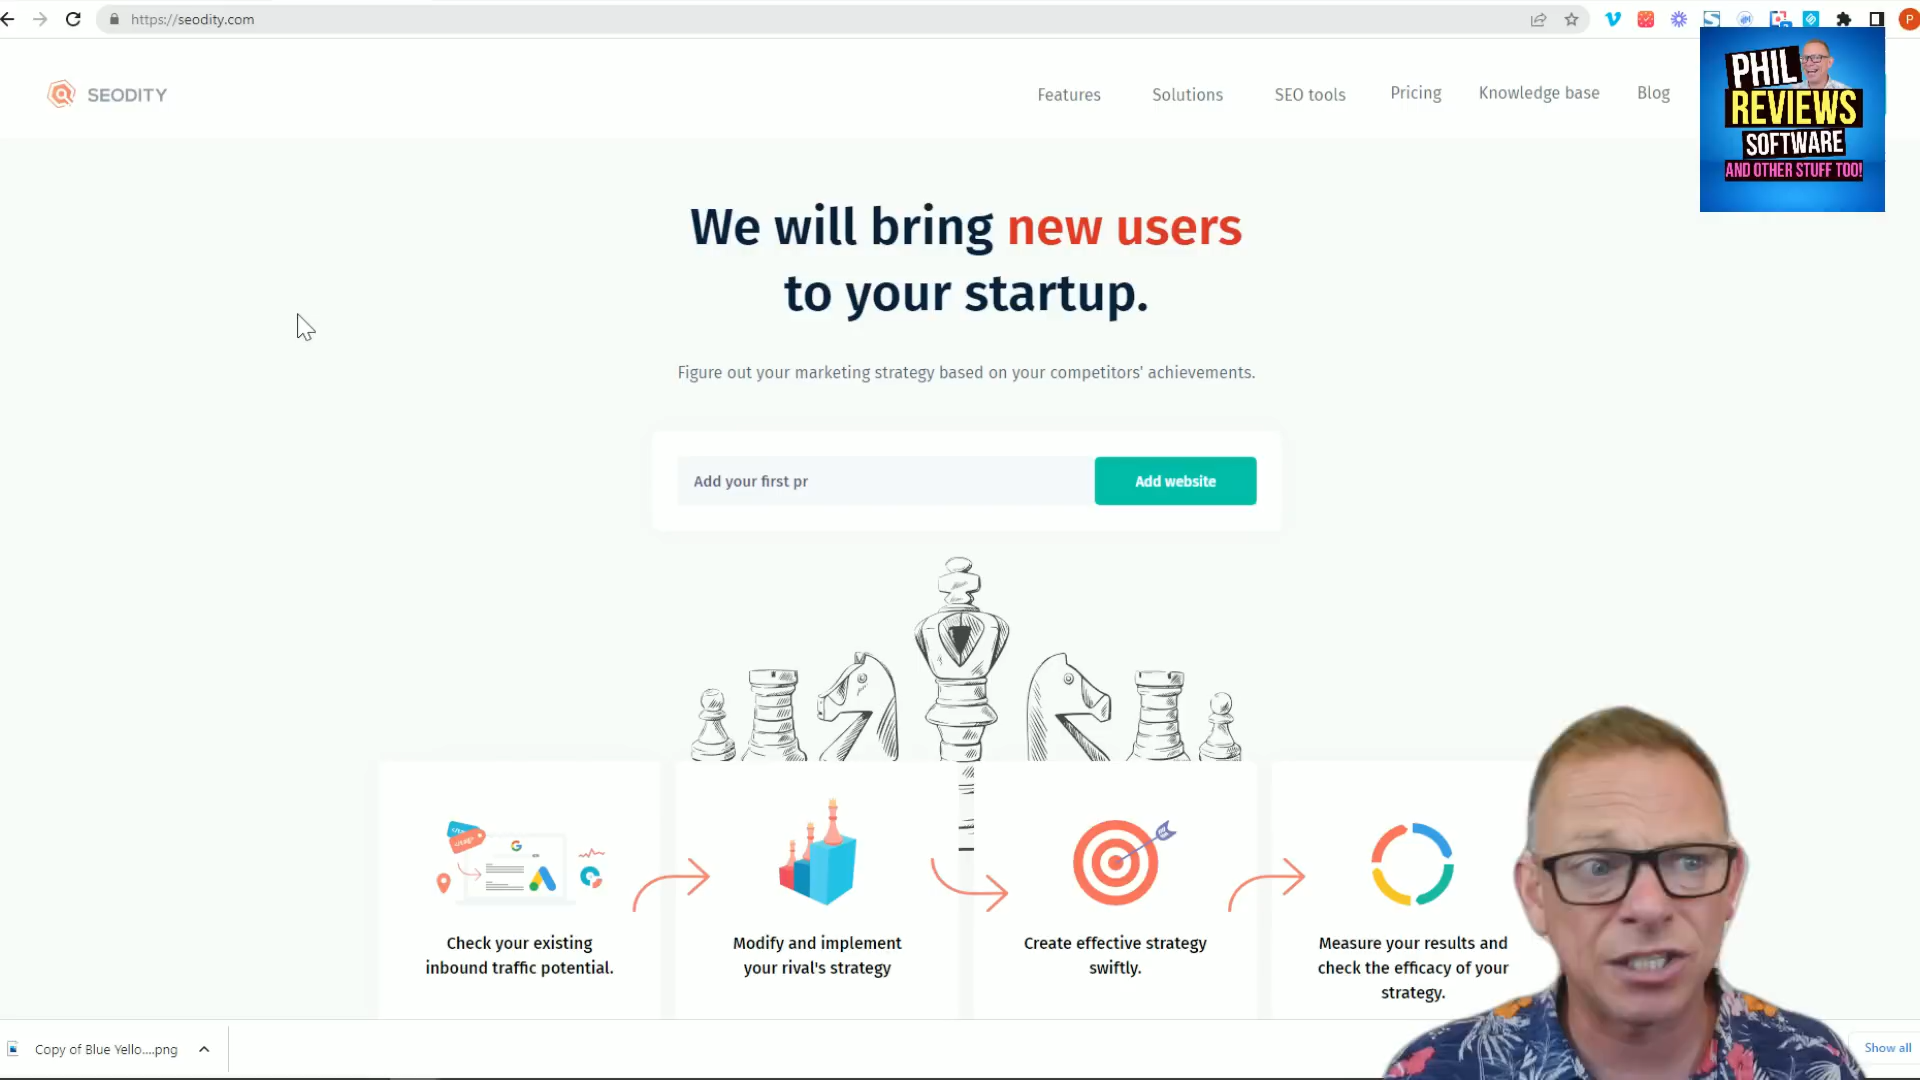 https://seodity.com
P
SEODITY
Features
Solutions
SEO tools
Pricing
Knowledge base
Blog
PHIL
REVIEWS
SOFTWARE
AND OTHER STUFF TOO!
We will bring new users
to your startup.
Figure out your marketing strategy based on your competitors' achievements.
Add your first pr
Add website
Check your existing
inbound traffic potential.
Modify and implement
your rival's strategy
Create effective strategy
swiftly.
Measure your results and
check the efficacy of your
strategy.
Copy of Blue Yello....png
Show all